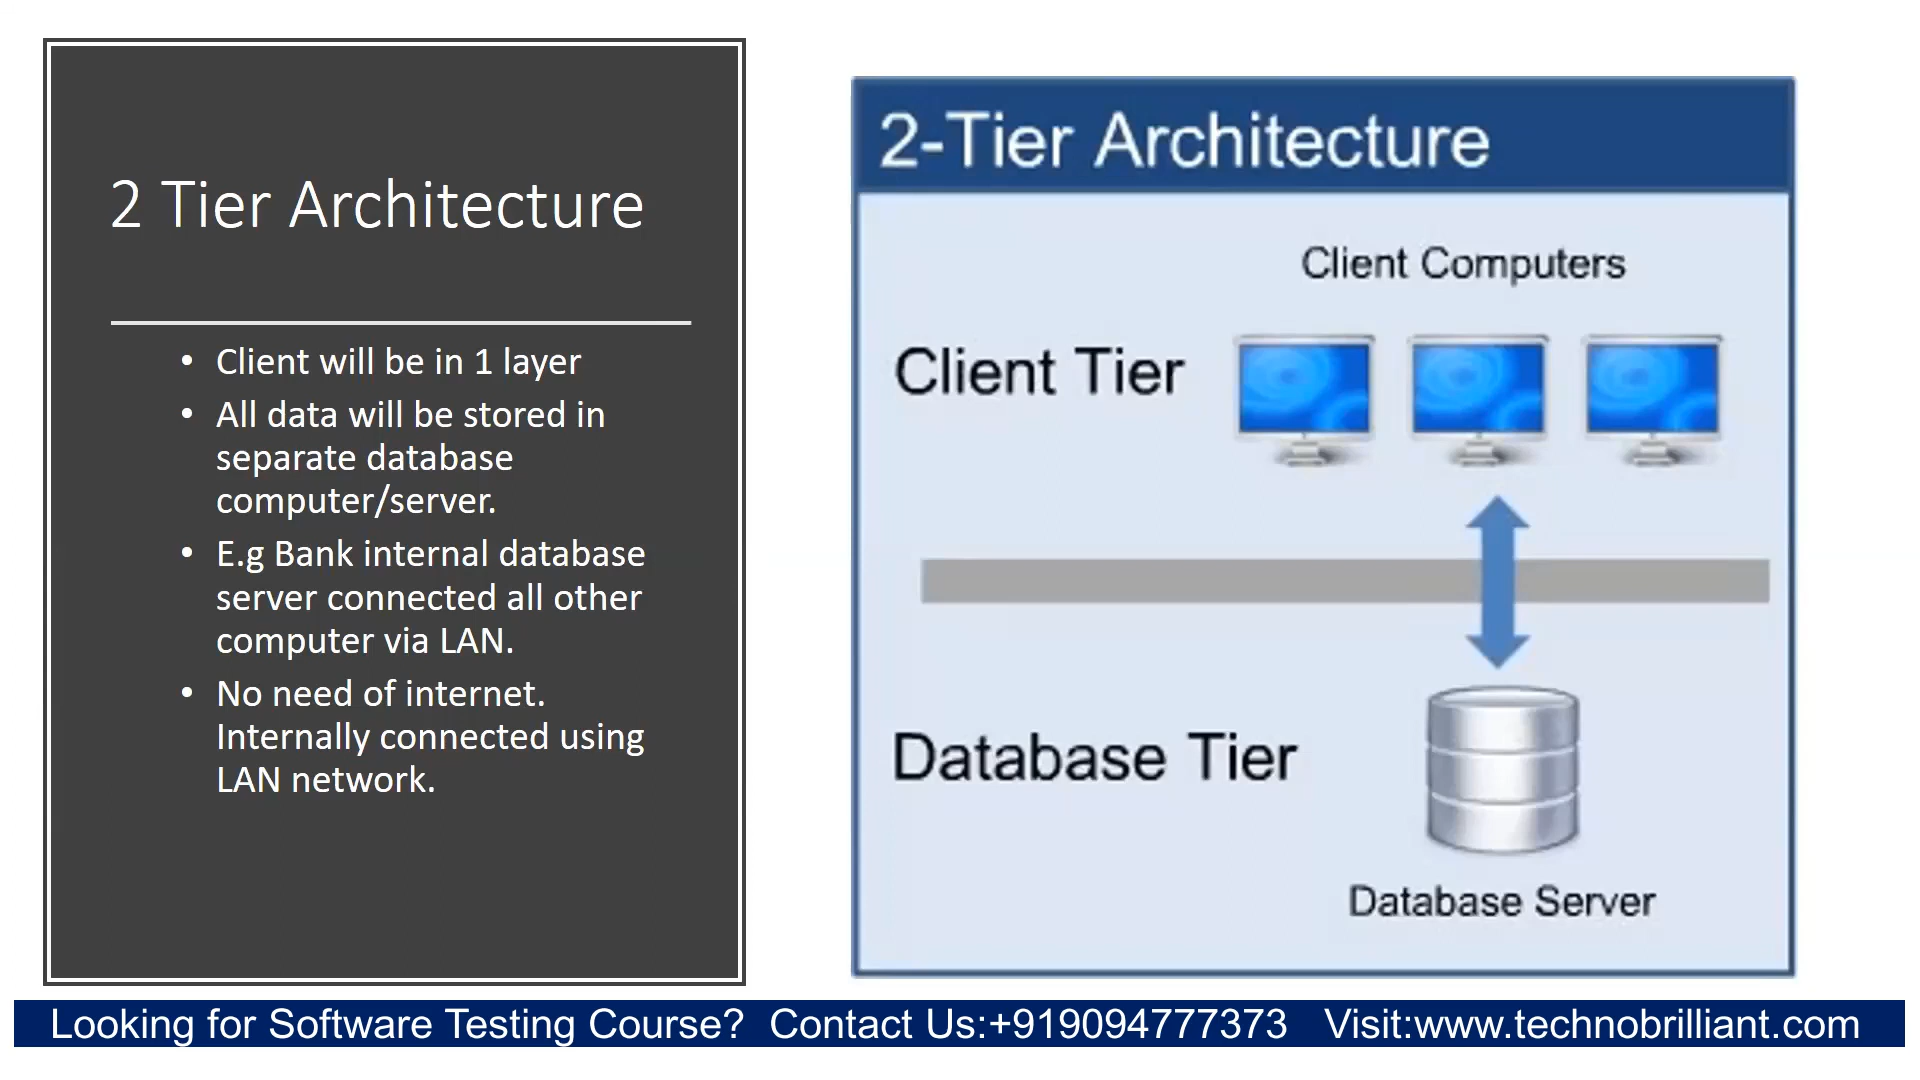 2 Tier Architecture
• Client will be in 1 layer
• All data will be stored in
separate database
computer/server.
• E.g Bank internal database
server connected all other
computer via LAN.
• No need of internet.
Internally connected using
LAN network.
2-Tier Architecture
Client Computers
Client Tier
Database Tier
Database Server
Looking for Software Testing Course? Contact Us:+919094777373 Visit:www.technobrilliant.com